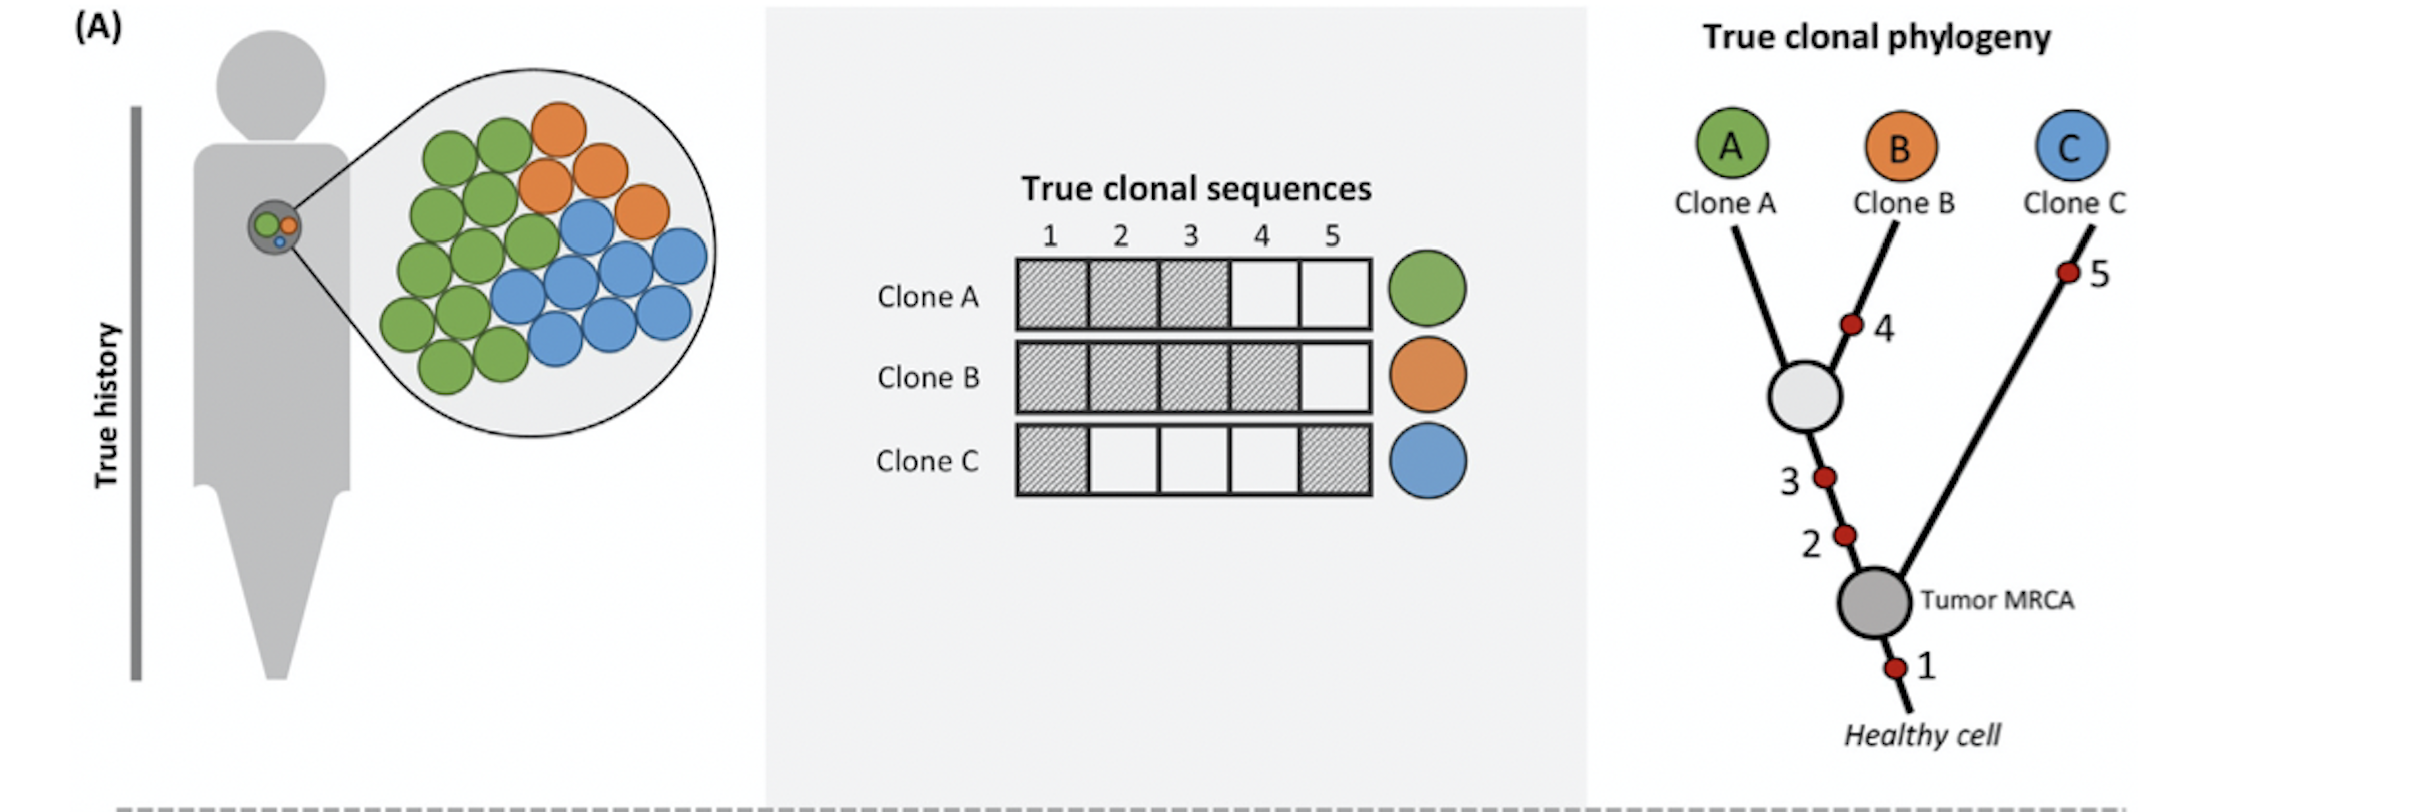 (A)
True history
True clonal sequences
1 2 3 4 5
Clone A
Clone B
Clone C
True clonal phylogeny
A B C
Clone A Clone B Clone C
5
4
3
2
Tumor MRCA
1
Healthy cell